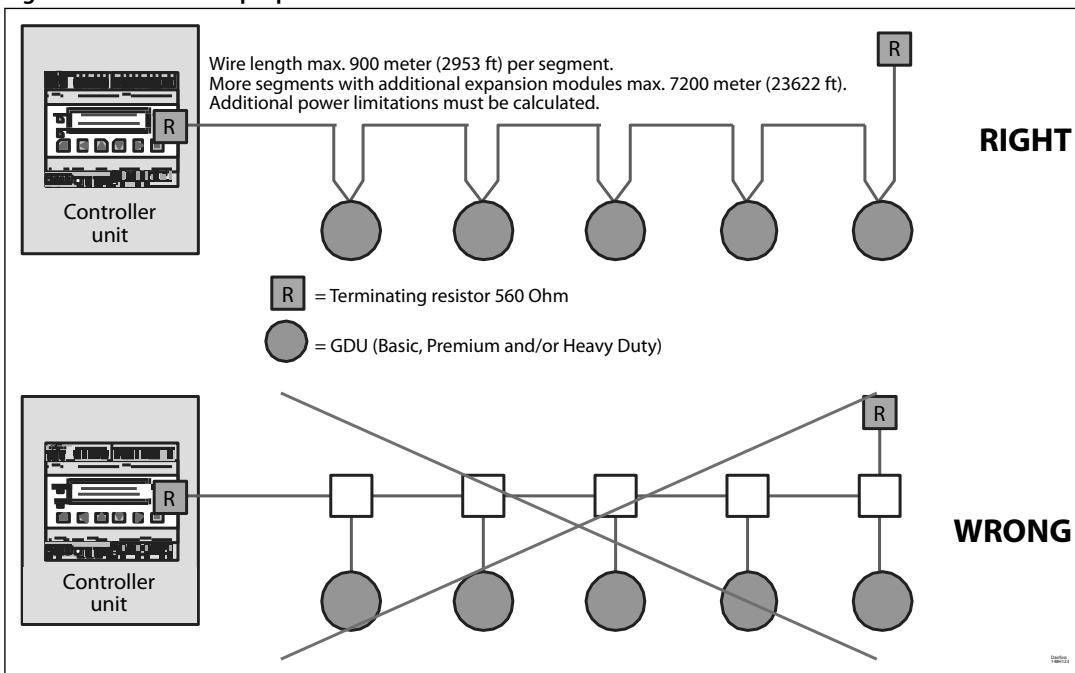 R
Wire length max. 900 meter (2953 ft) per segment.
More segments with additional expansion modules max. 7200 meter (23622 ft).
Additional power limitations must be calculated.
R
Controller
unit
RIGHT
R = Terminating resistor 560 Ohm
= GDU (Basic, Premium and/or Heavy Duty)
R
R
Controller
unit
WRONG
Danfoss